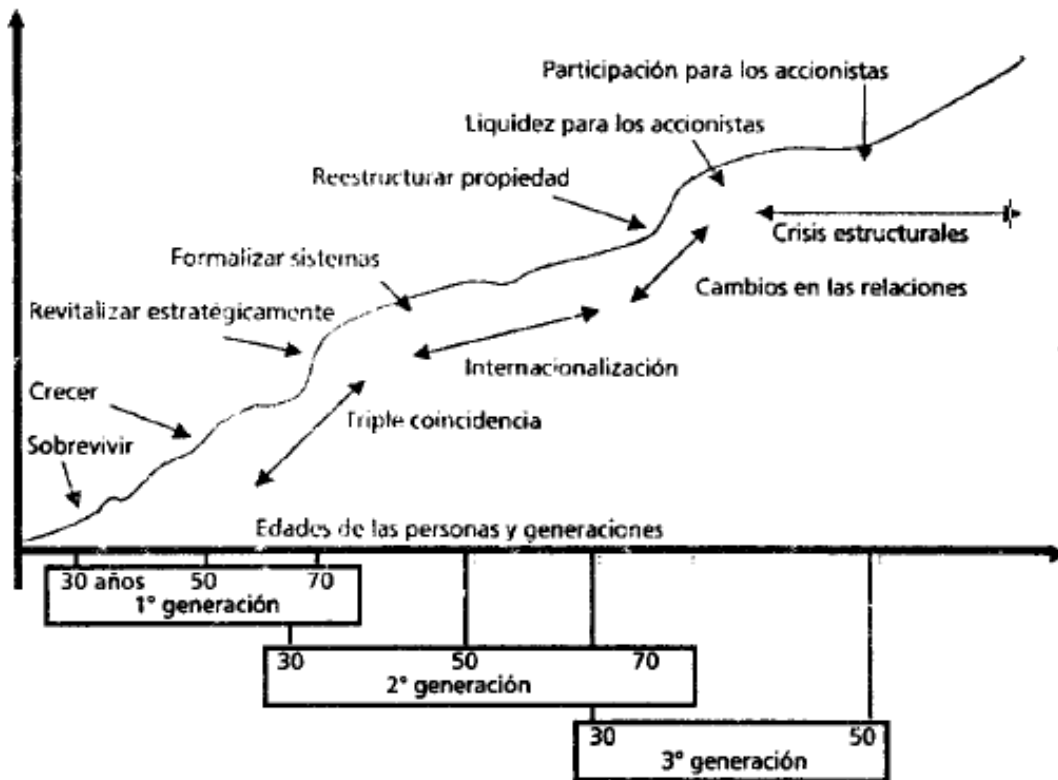 Participación para los accionistas
Liquidez para los accionistas
Reestructurar propiedad
Crisis estructurales
Formalizar sistemas
Cambios en las relaciones
Revitalizar estratégicamente
Internacionalización
Crecer
Triple coincidencia
Sobrevivir
Edades de las personas y generaciones
30 años 50 70
1° generación
30 50 70
2° generación
30 50
3° generación